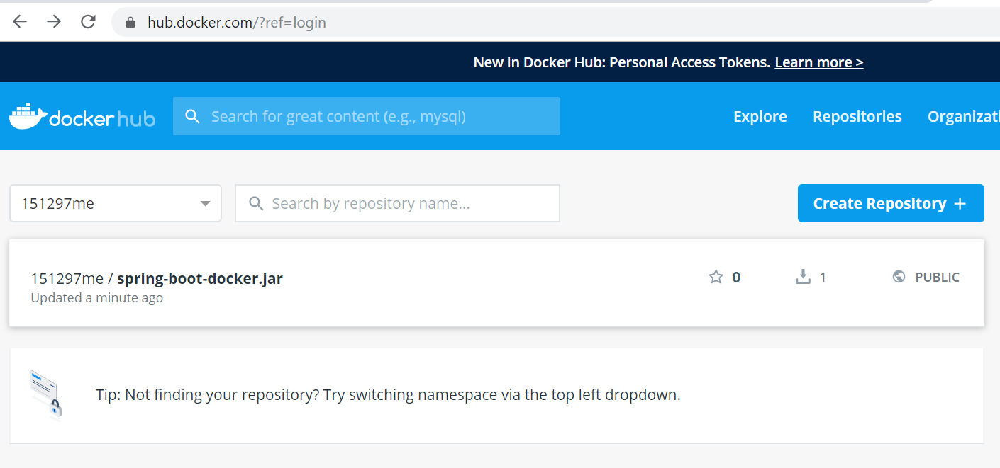 hub.docker.com/?ref=login
New in Docker Hub: Personal Access Tokens. Learn more >
dockerhub
Search for great content (e.g., mysql)
Explore
Repositories
Organizati
151297me
Search by repository name...
Create Repository +
151297me / spring-boot-docker.jar
0
1
PUBLIC
Updated a minute ago
Tip: Not finding your repository? Try switching namespace via the top left dropdown.